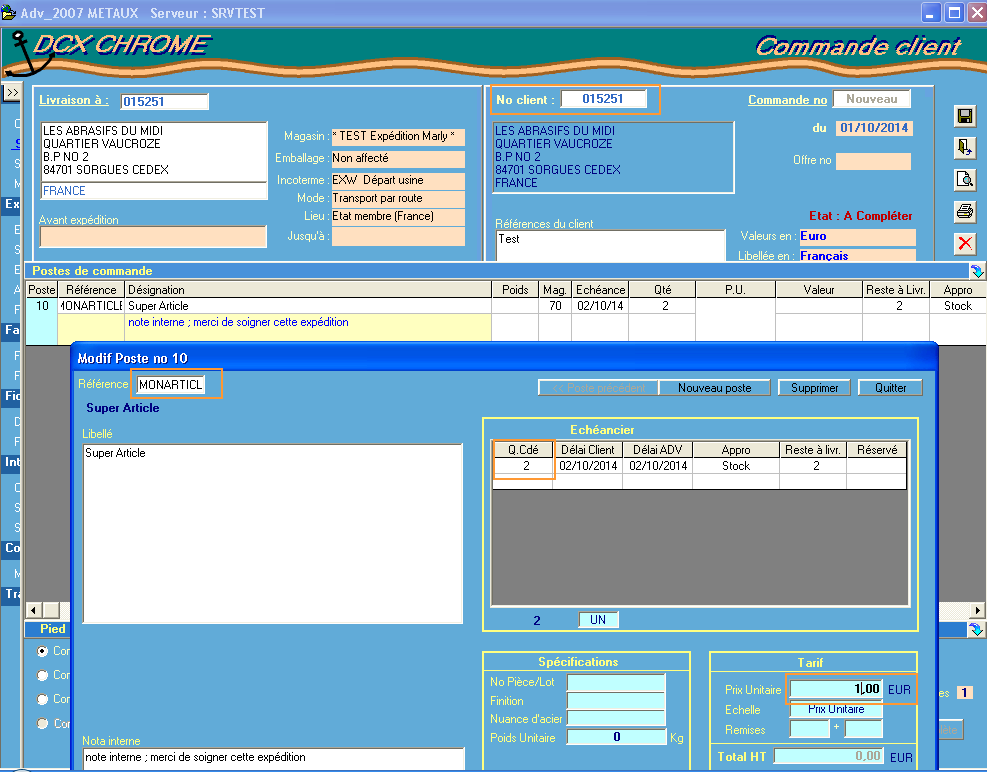 Adv_2007 METAUX Serveur : SRVTEST
DCX CHROME
Commande client
>>
Livraison à : 015251
LES ABRASIFS DU MIDI
QUARTIER VAUCROZE
B.P NO 2
84701 SORGUES CEDEX
FRANCE
Avant expédition
Magasin : * TEST Expédition Marly *
Emballage : Non affecté
Incoterme : EXW Départ usine
Mode : Transport par route
Lieu : Etat membre (France)
Jusqu'à :
No client : 015251
LES ABRASIFS DU MIDI
QUARTIER VAUCROZE
B.P NO 2
84701 SORGUES CEDEX
FRANCE
Références du client
Test
Commande no Nouveau
du 01/10/2014
Offre no
Etat : A Compléter
Valeurs en : Euro
Libellée en : Français
Postes de commande
Poste Référence Désignation Poids Mag. Echéance Qté P.U. Valeur Reste à Livr. Appro
10 MONARTICLE Super Article 70 02/10/14 2 2 Stock
note interne ; merci de soigner cette expédition
Modif Poste no 10
Référence MONARTICL
<< Poste précédent Nouveau poste Supprimer Quitter
Super Article
Libellé
Super Article
Echéancier
Q.Cdé Délai Client Délai ADV Appro Reste à livr. Réservé
2 02/10/2014 02/10/2014 Stock 2
2 UN
Pied
Spécifications
No Pièce/Lot
Finition
Nuance d'acier
Poids Unitaire 0 Kg
Tarif
Prix Unitaire 1,00 EUR
Echelle Prix Unitaire
Remises +
Total HT 0,00 EUR
1
Nota interne
note interne ; merci de soigner cette expédition